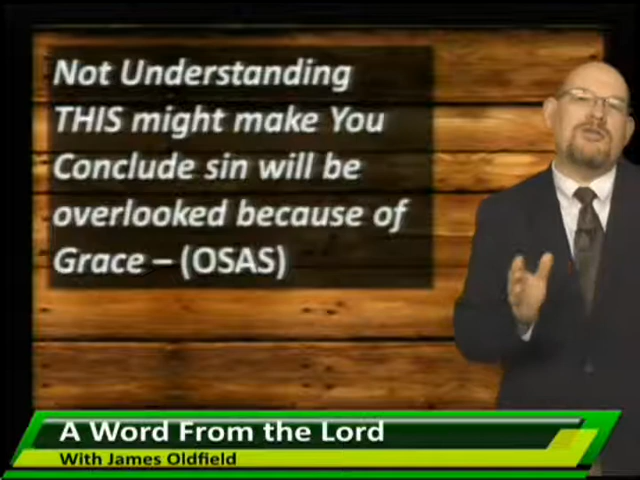 Not Understanding
THIS might make You
Conclude sin will be
overlooked because of
Grace – (OSAS)
A Word From the Lord
With James Oldfield